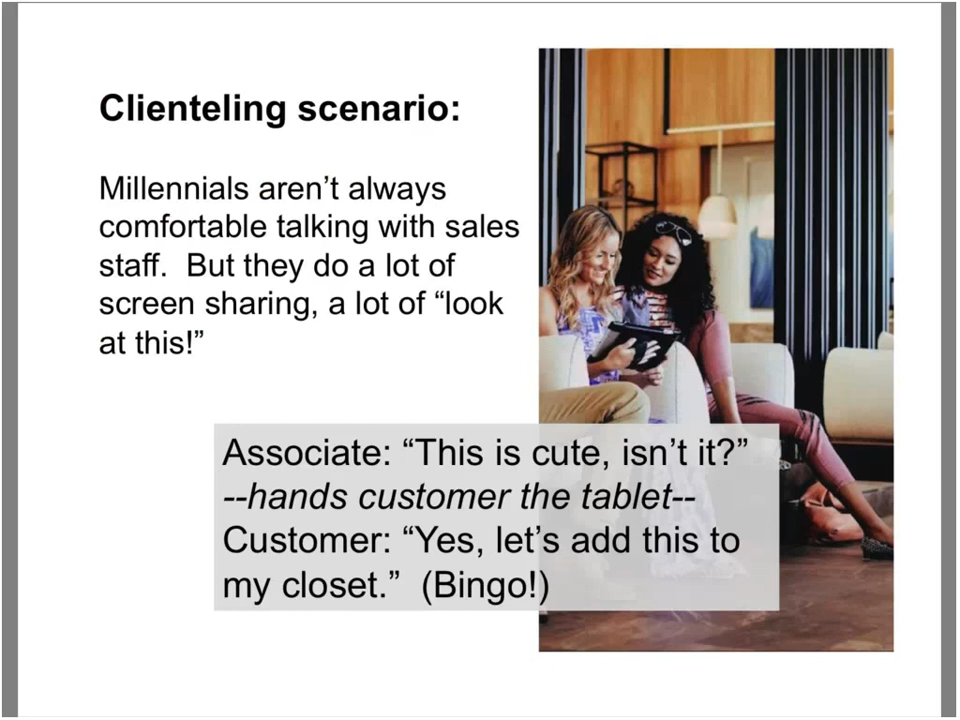 Clienteling scenario:
Millennials aren’t always
comfortable talking with sales
staff.  But they do a lot of
screen sharing, a lot of “look
at this!”
Associate: “This is cute, isn’t it?”
--hands customer the tablet--
Customer: “Yes, let’s add this to
my closet.”  (Bingo!)